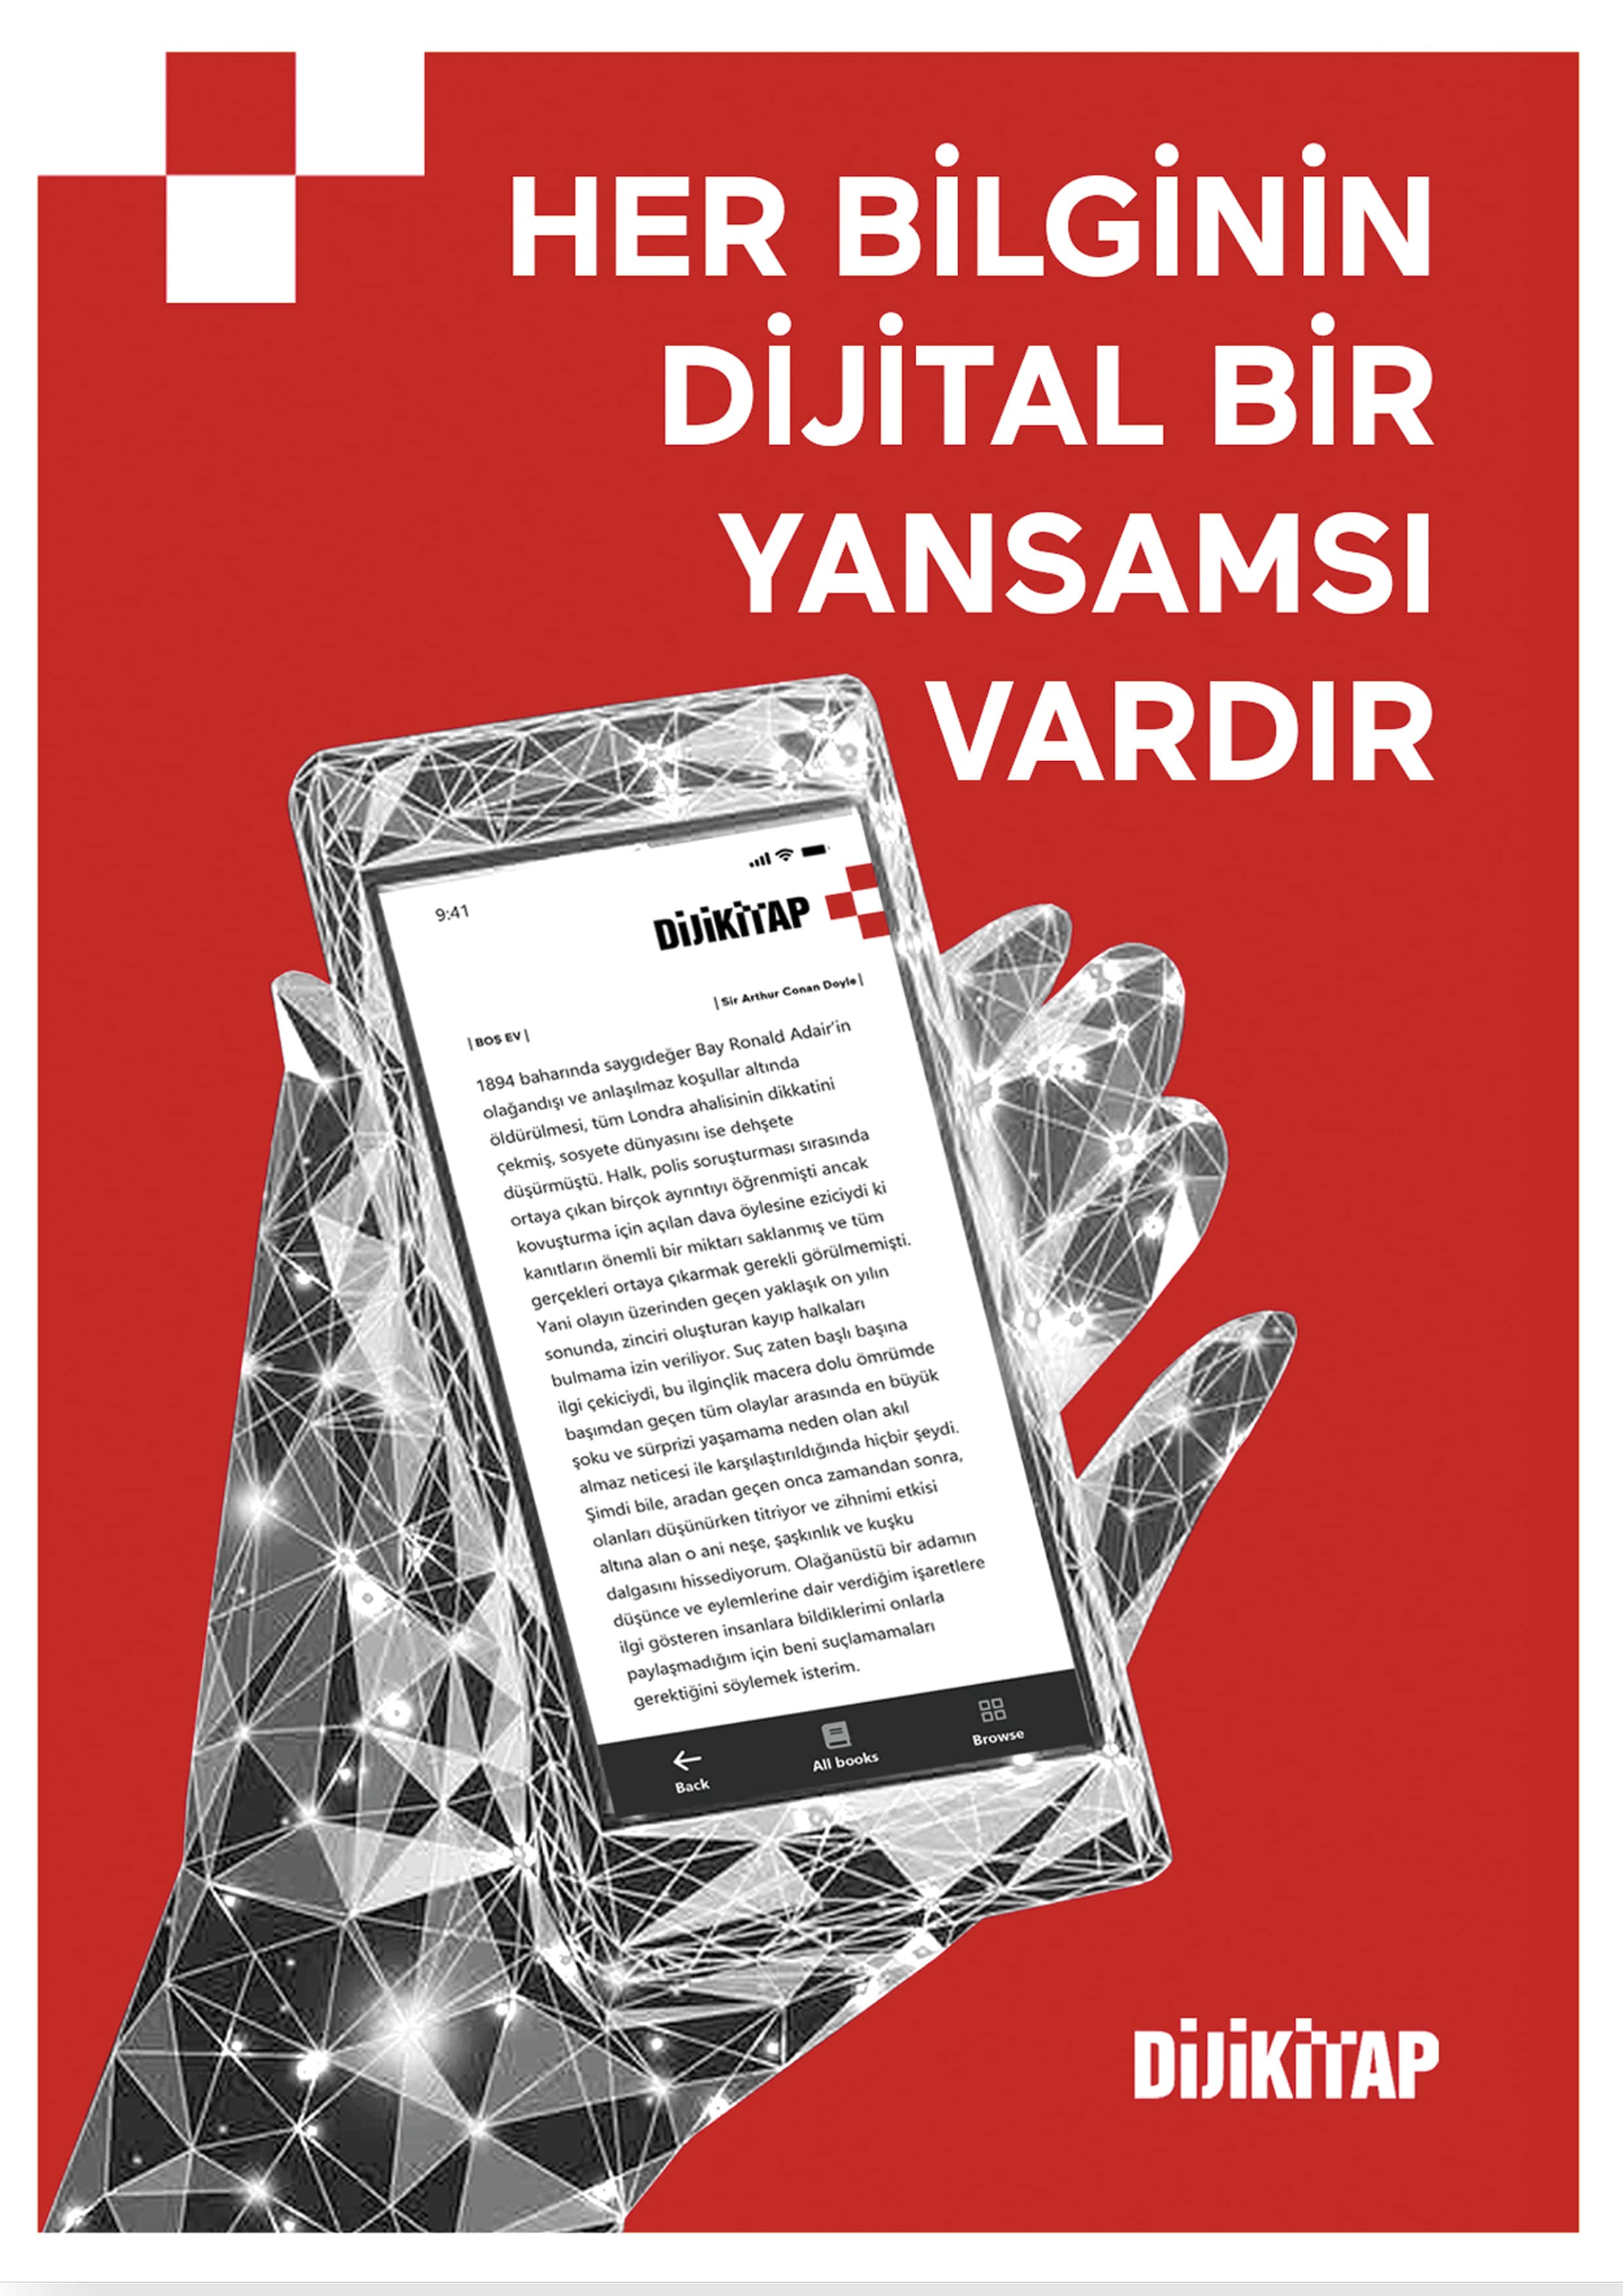 HER BİLGİNİN
DİJİTAL BİR
YANSAMSI
VARDIR
9:41
DİJİKİTAP
| Sir Arthur Conan Doyle |
| BOŞ EV |
1894 baharında saygıdeğer Bay Ronald Adair'in
olağandışı ve anlaşılmaz koşullar altında
öldürülmesi, tüm Londra ahalisinin dikkatini
çekmiş, sosyete dünyasını ise dehşete
düşürmüştü. Halk, polis soruşturması sırasında
ortaya çıkan birçok ayrıntıyı öğrenmişti ancak
kovuşturma için açılan dava öylesine eziciydi ki
kanıtların önemli bir miktarı saklanmış ve tüm
gerçekleri ortaya çıkarmak gerekli görülmemişti.
Yani olayın üzerinden geçen yaklaşık on yılın
sonunda, zinciri oluşturan kayıp halkaları
bulmama izin veriliyor. Suç zaten başlı başına
ilgi çekiciydi, bu ilginçlik macera dolu ömrümde
başımdan geçen tüm olaylar arasında en büyük
şoku ve sürprizi yaşamama neden olan akıl
almaz neticesi ile karşılaştırıldığında hiçbir şeydi.
Şimdi bile, aradan geçen onca zamandan sonra,
olanları düşünürken titriyor ve zihnimi etkisi
altına alan o ani neşe, şaşkınlık ve kuşku
dalgasını hissediyorum. Olağanüstü bir adamın
düşünce ve eylemlerine dair verdiğim işaretlere
ilgi gösteren insanlara bildiklerimi onlarla
paylaşmadığım için beni suçlamamaları
gerektiğini söylemek isterim.
Back
All books
Browse
DİJİKİTAP